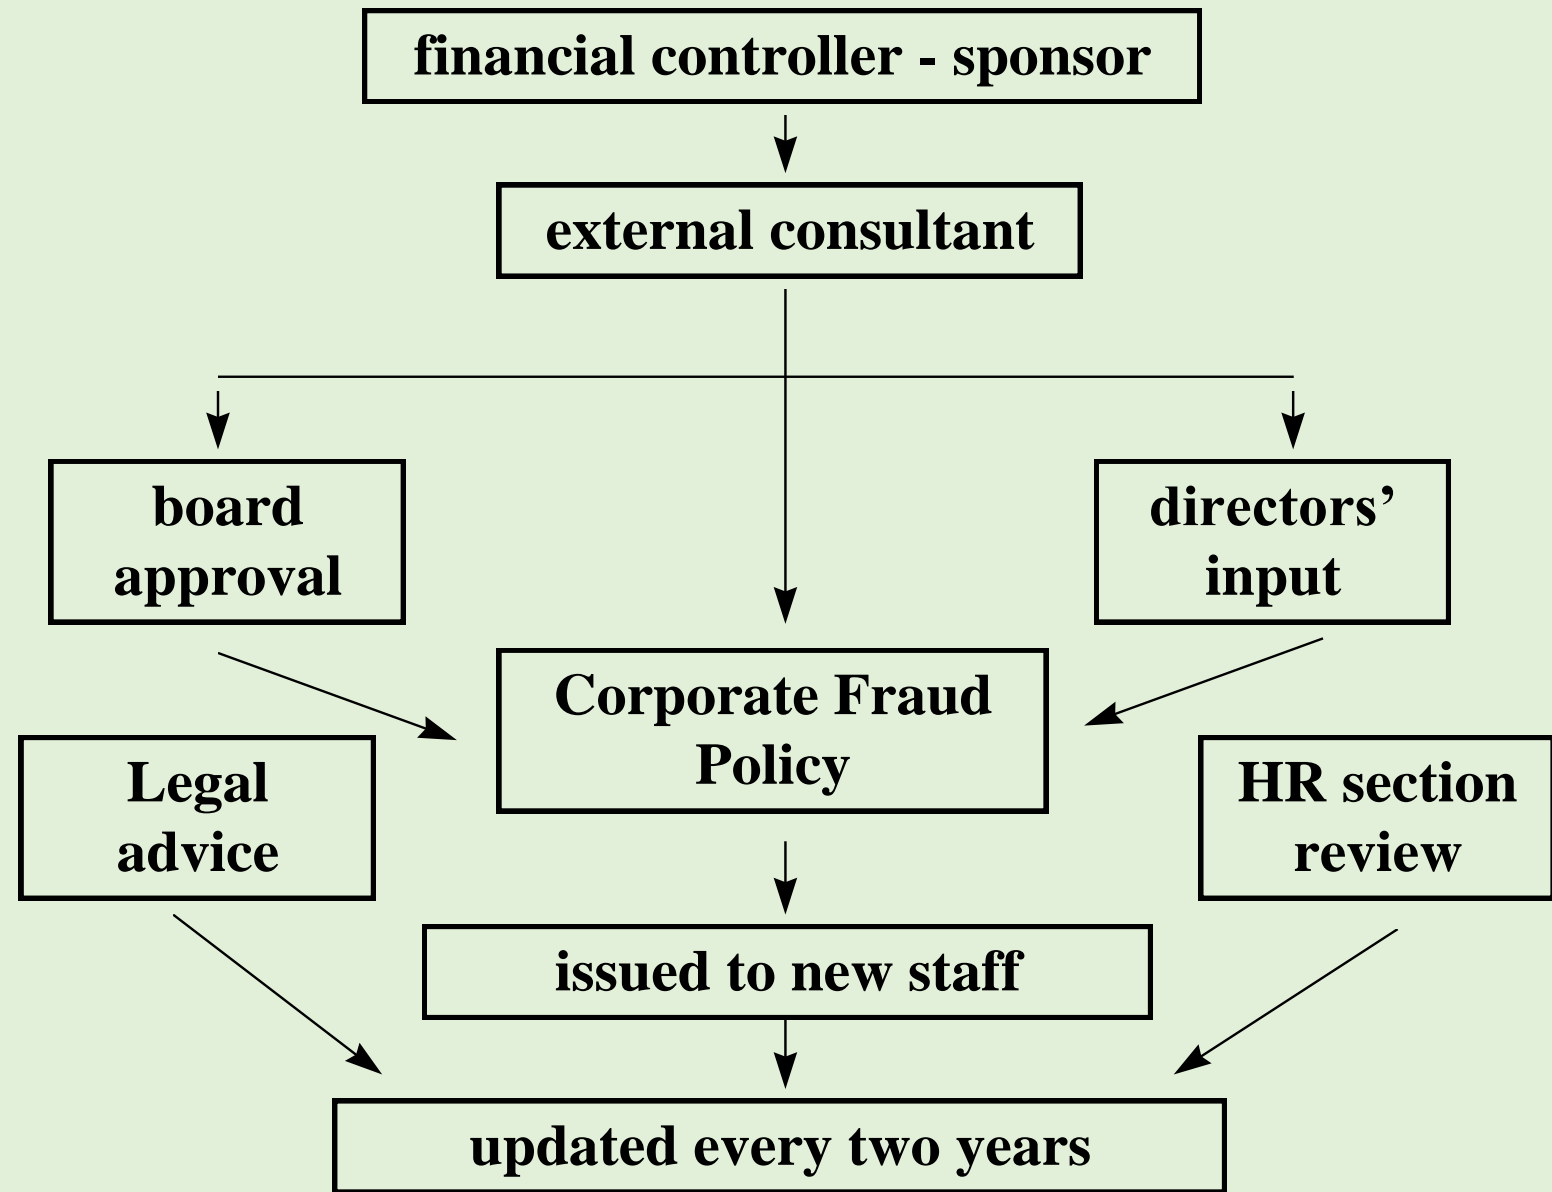 financial controller - sponsor
external consultant
board
approval
directors’
input
Corporate Fraud
Policy
Legal
advice
HR section
review
issued to new staff
updated every two years